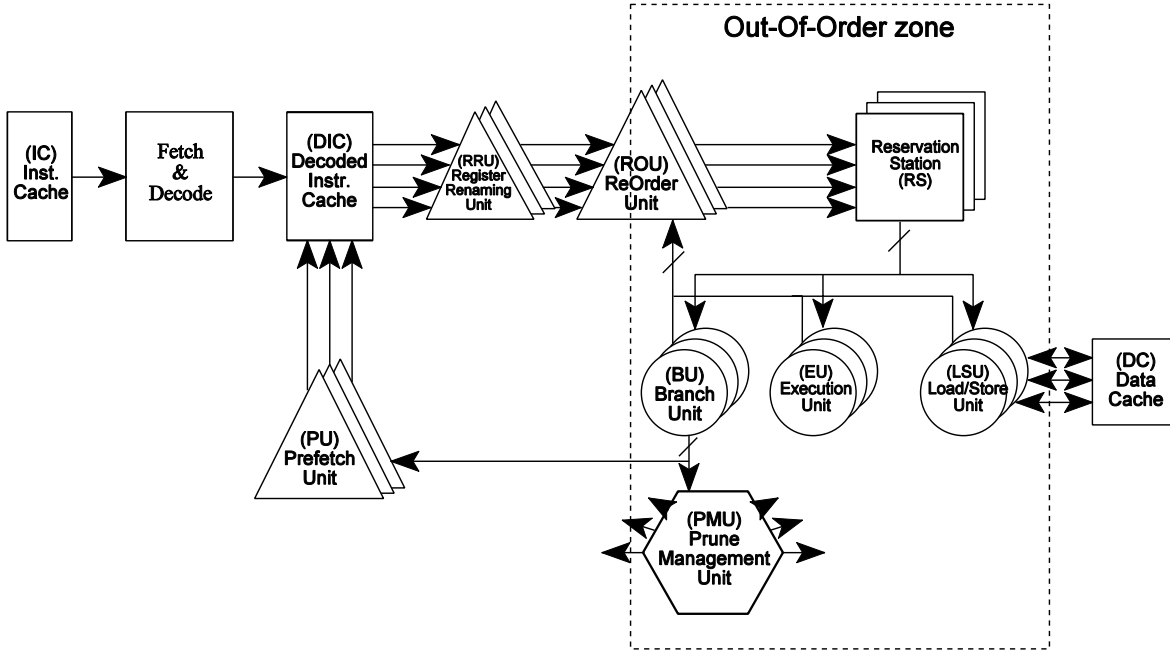 Out-Of-Order zone
(IC)
Inst.
Cache
Fetch
&
Decode
(DIC)
Decoded
Instr.
Cache
(RRU)
Register
Renaming
Unit
(ROU)
ReOrder
Unit
Reservation
Station
(RS)
(BU)
Branch
Unit
(EU)
Execution
Unit
(LSU)
Load/Store
Unit
(DC)
Data
Cache
(PU)
Prefetch
Unit
(PMU)
Prune
Management
Unit